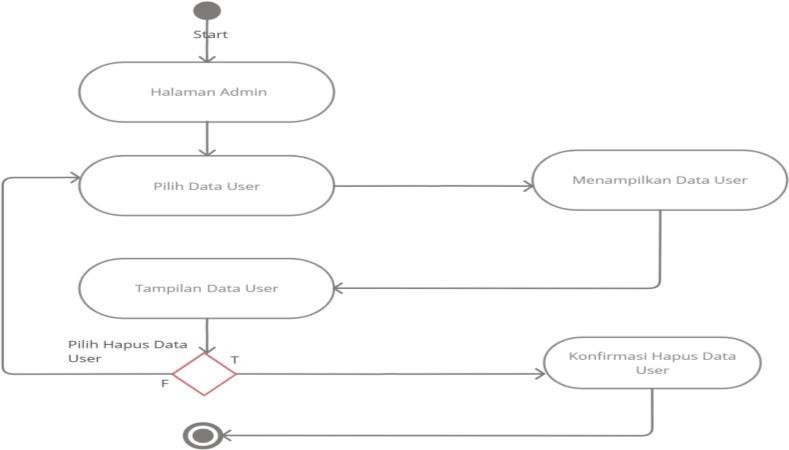 Start
Halaman Admin
Pilih Data User
Menampilkan Data User
Tampilan Data User
Pilih Hapus Data
User
T
F
Konfirmasi Hapus Data
User